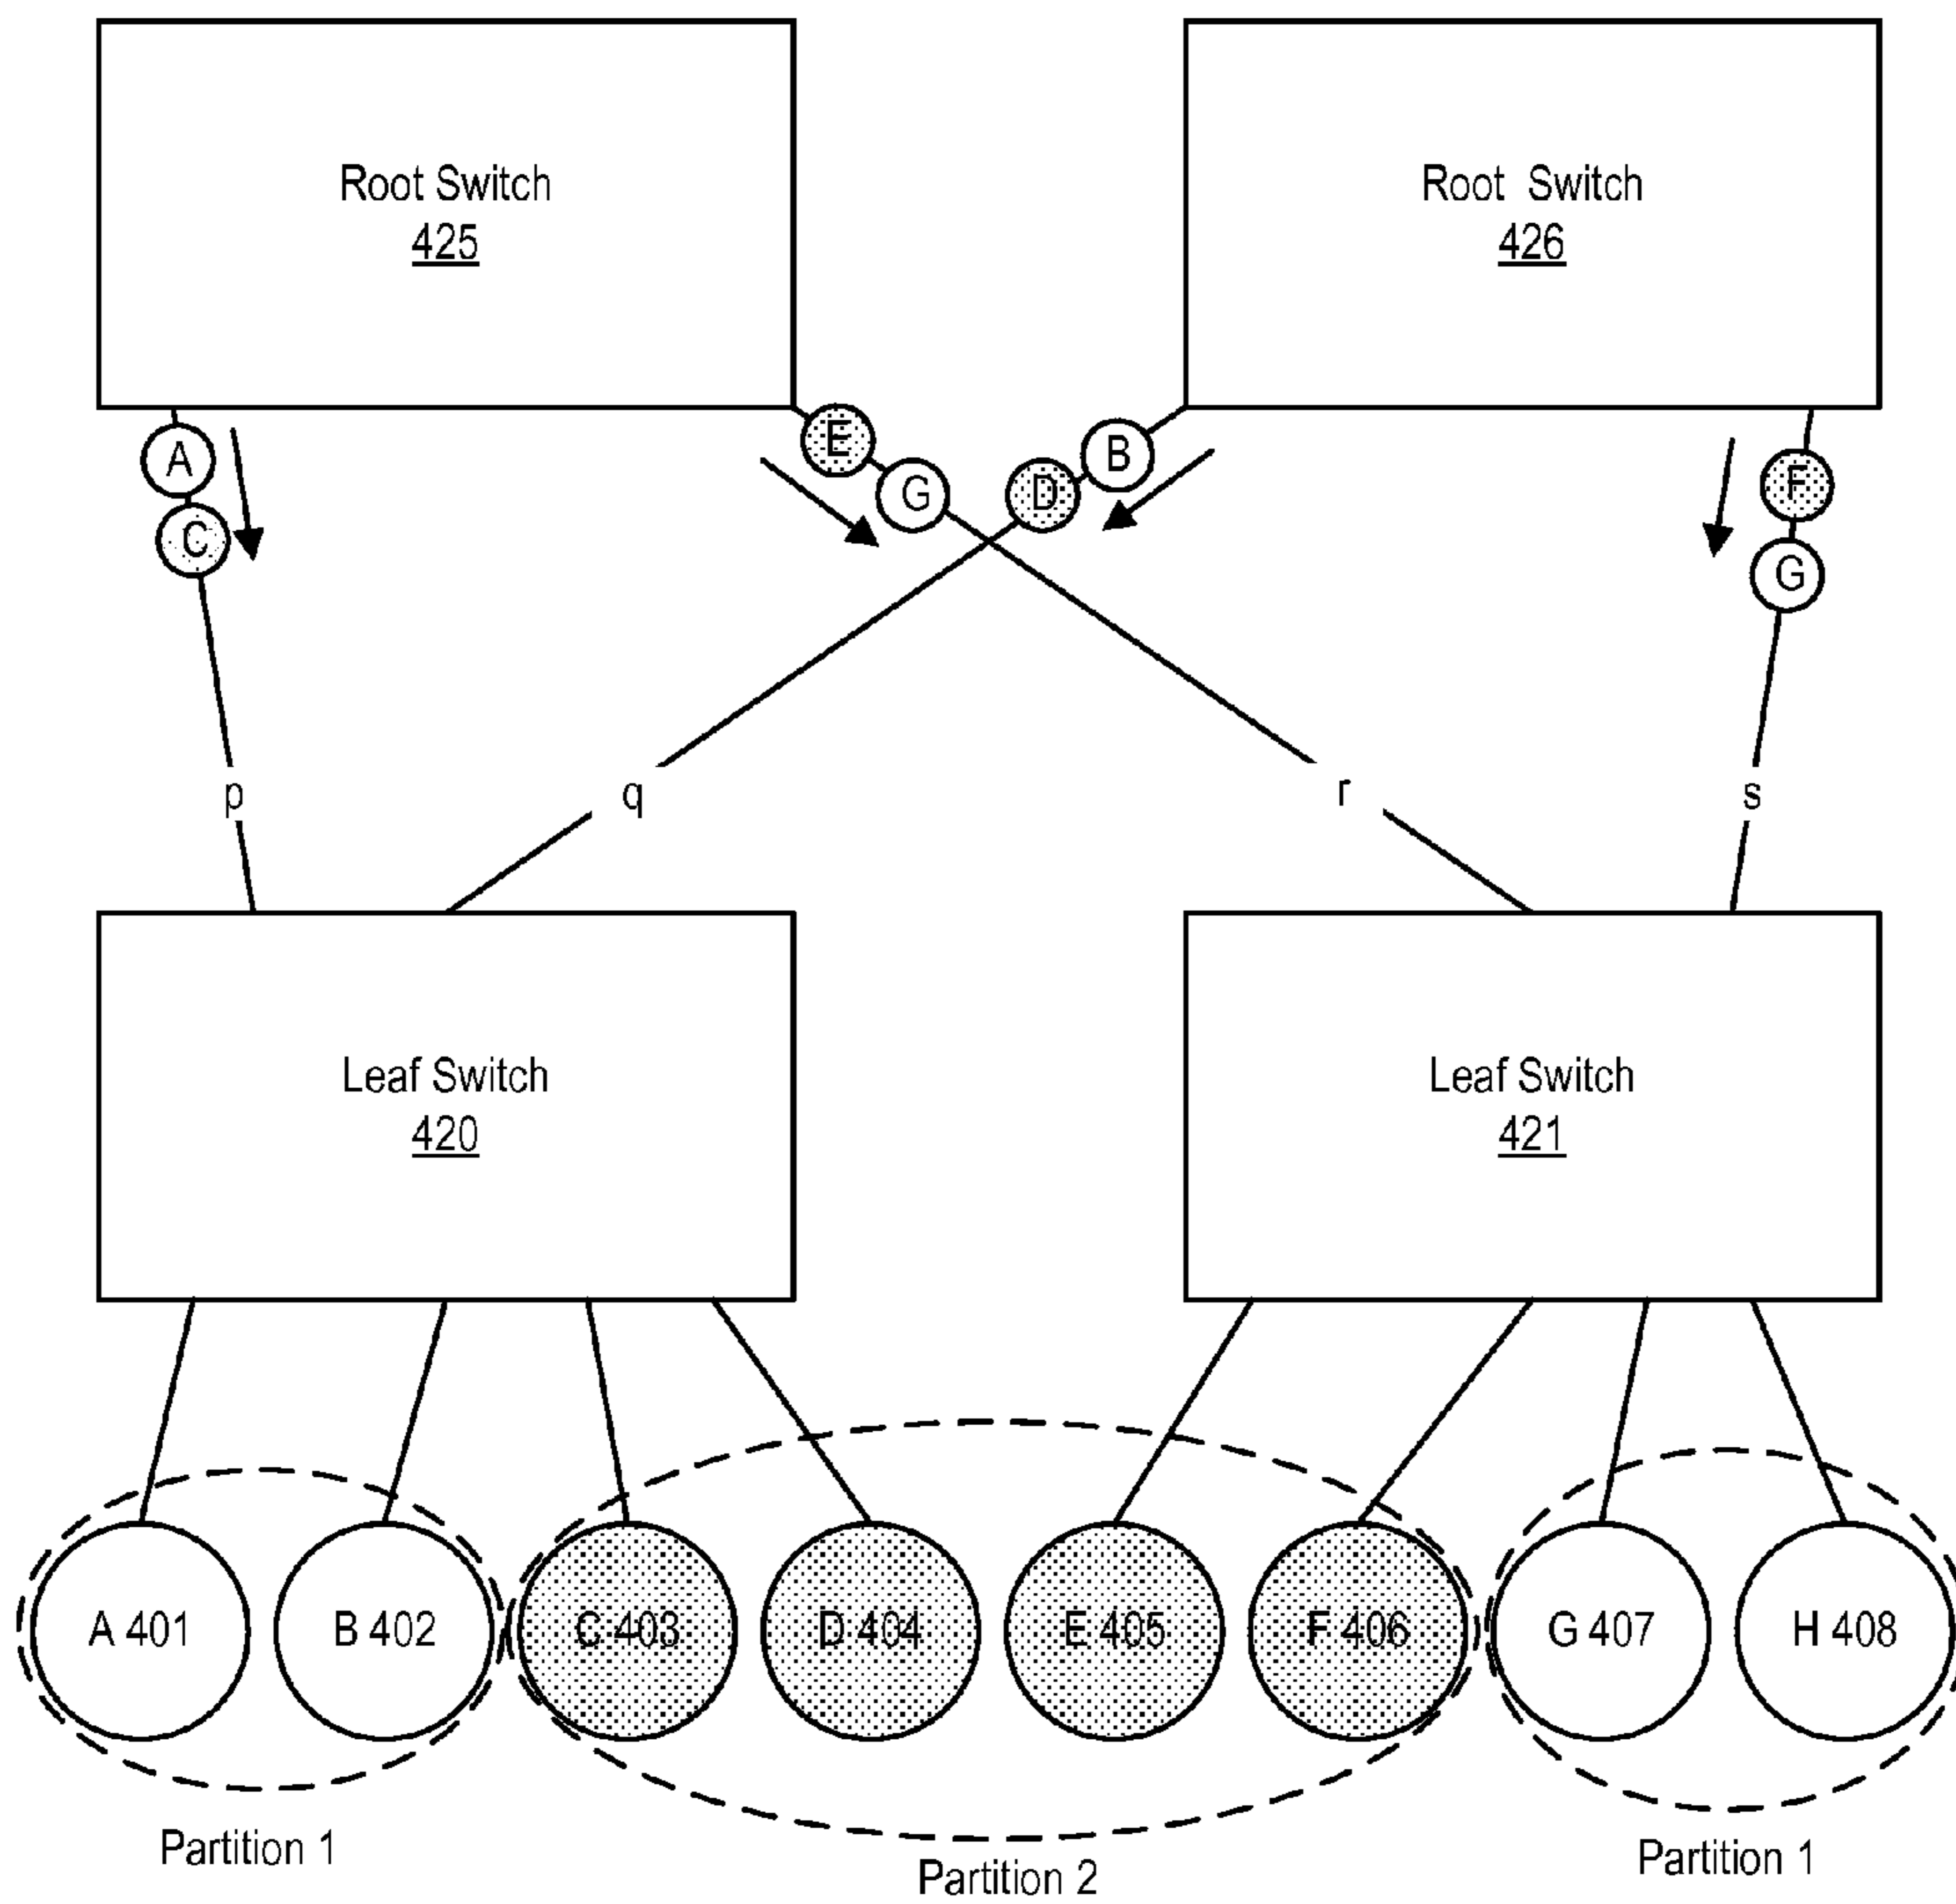 Root Switch
425
Root Switch
426
A
C
E
G
D
B
F
G
p
q
r
s
Leaf Switch
420
Leaf Switch
421
A 401
B 402
C 403
D 404
E 405
F 406
G 407
H 408
Partition 1
Partition 2
Partition 1